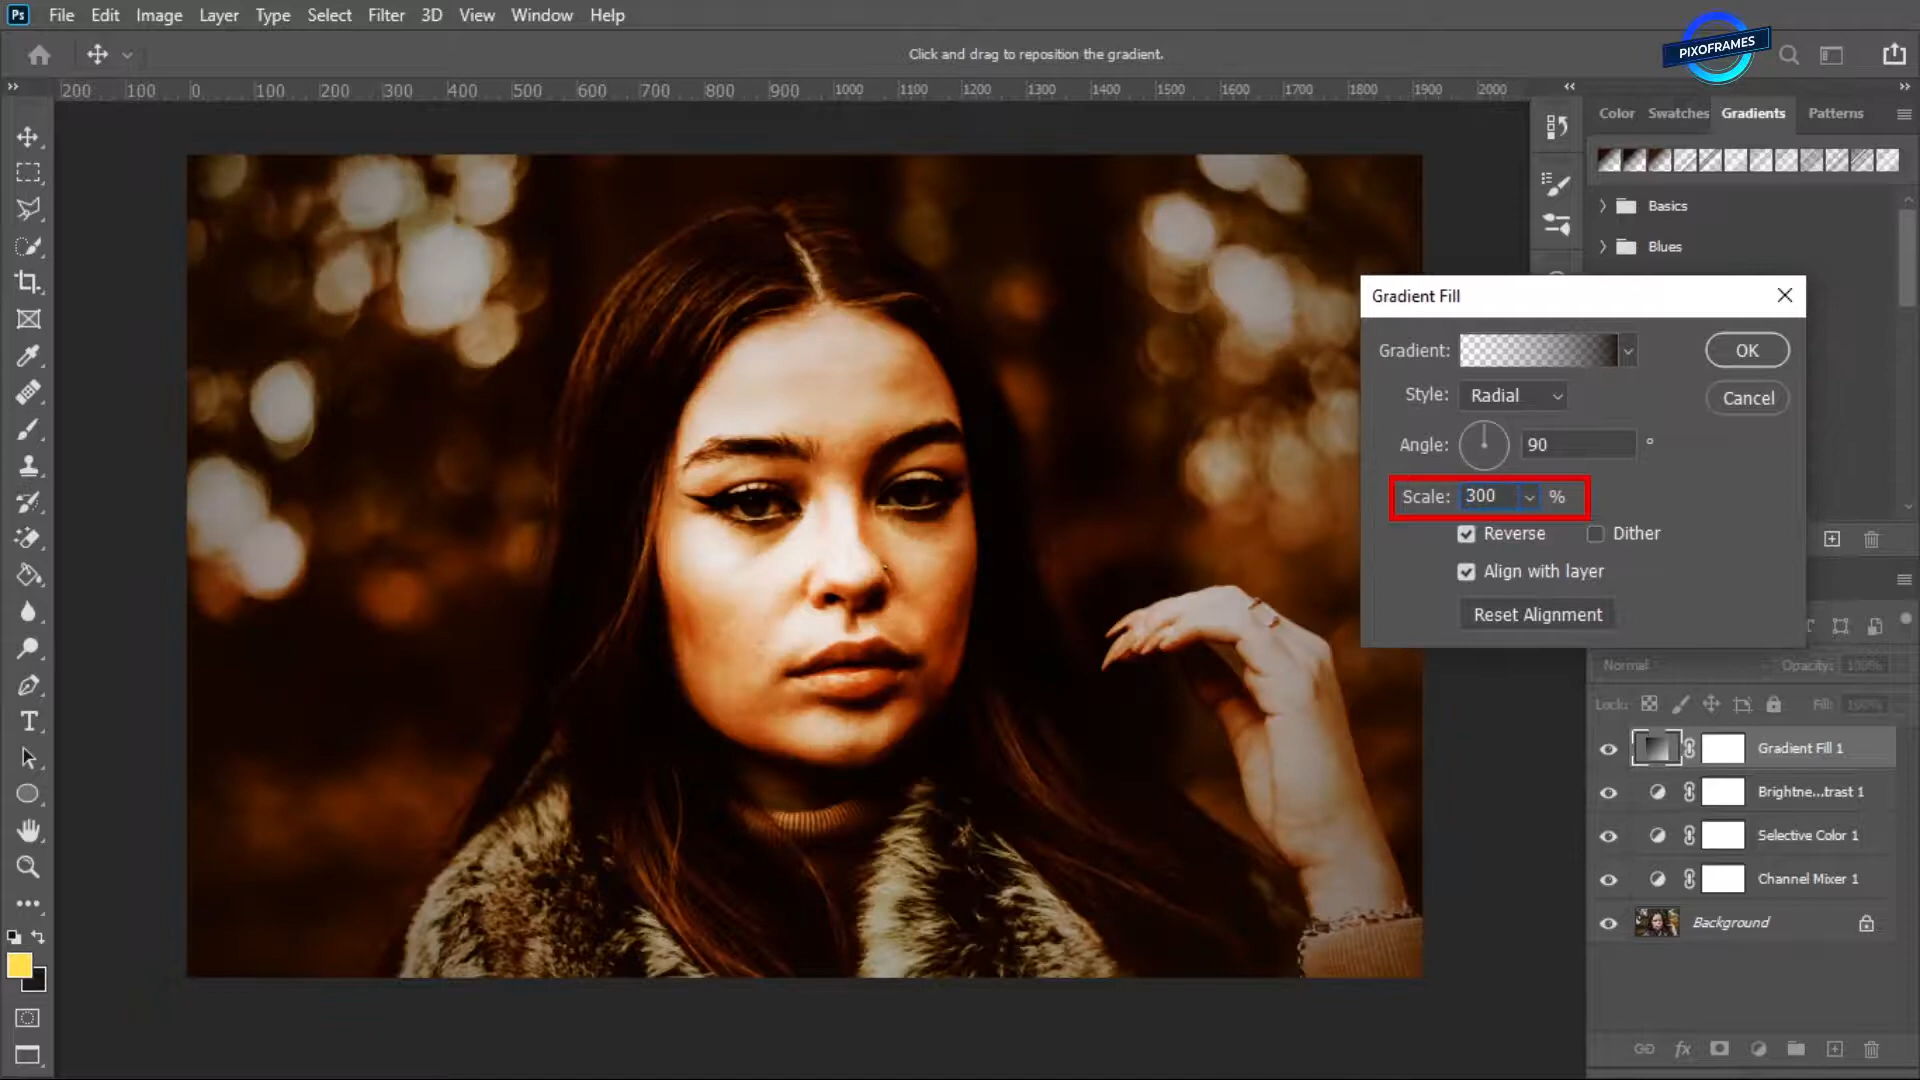 Ps File Edit Image Layer Type Select Filter 3D View Window Help
Click and drag to reposition the gradient.
PIXOFRAMES
200 100 0 100 200 300 400 500 600 700 800 900 1000 1100 1200 1300 1400 1500 1600 1700 1800 1900 2000
Color Swatches Gradients Patterns
Basics
Blues
Gradient Fill
Gradient:
OK
Style: Radial
Cancel
Angle: 90 °
Scale: 300 %
Reverse Dither
Align with layer
Reset Alignment
Normal Opacity: 100%
Lock: Fill: 100%
Gradient Fill 1
Brightne...trast 1
Selective Color 1
Channel Mixer 1
Background
T
fx